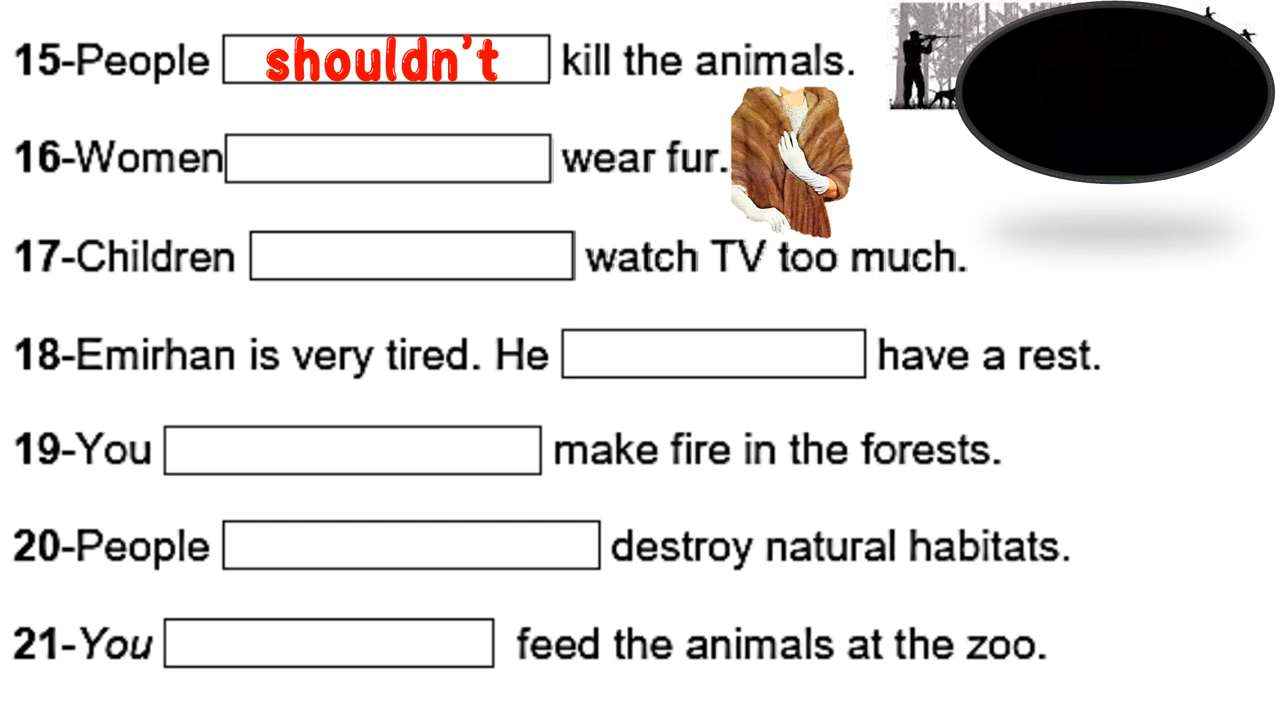 15-People shouldn't kill the animals.
16-Women wear fur.
17-Children watch TV too much.
18-Emirhan is very tired. He have a rest.
19-You make fire in the forests.
20-People destroy natural habitats.
21-You feed the animals at the zoo.